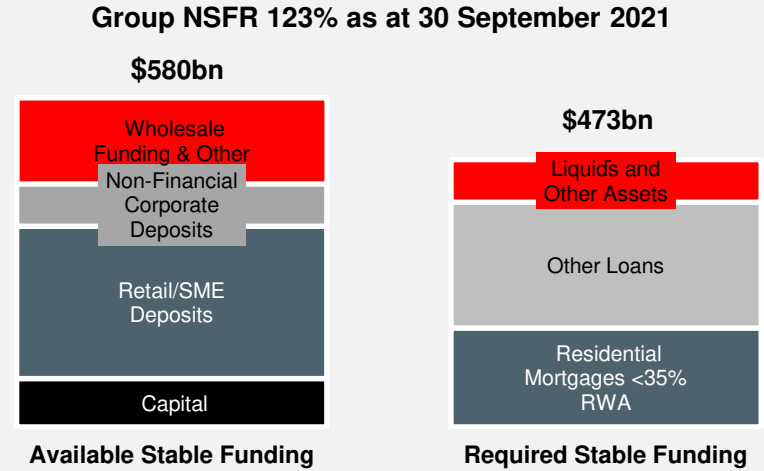 Group NSFR 123% as at 30 September 2021
$580bn
Wholesale
Funding & Other
Non-Financial
Corporate
Deposits
Retail/SME
Deposits
Capital
Available Stable Funding
$473bn
Liquids and
Other Assets
Other Loans
Residential
Mortgages <35%
RWA
Required Stable Funding